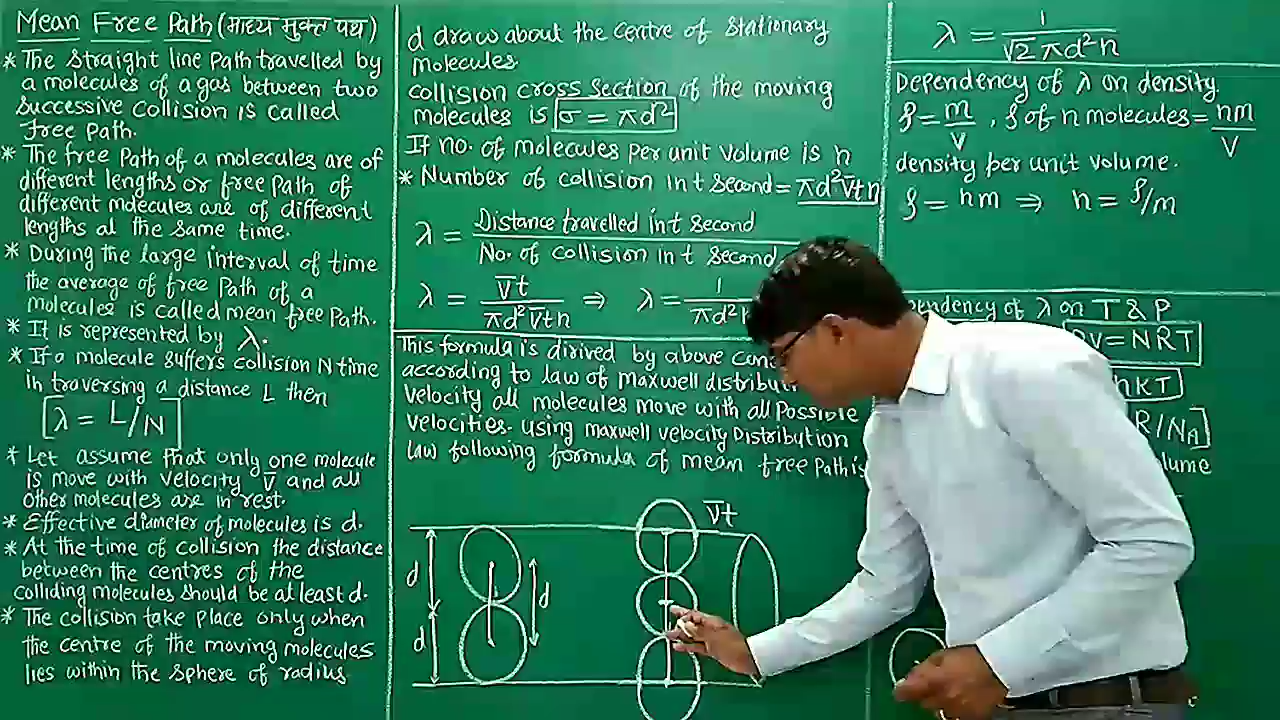 Mean Free Path (माध्य मुक्त पथ)
* The straight line Path travelled by
a molecules of a gas between two
successive collision is called
free Path.
* The free Path of a molecules are of
different lengths or free Path of
different molecules are of different
lengths at the same time.
* During the large interval of time
the average of free Path of a
molecules is called mean free Path.
* It is represented by λ.
* If a molecule suffers collision N time
in traversing a distance L then
λ = L/N
* Let assume that only one molecule
is move with velocity V̅ and all
other molecules are in rest.
* Effective diameter of molecules is d.
* At the time of collision the distance
between the centres of the
colliding molecules should be at least d.
* The collision take place only when
the centre of the moving molecules
lies within the sphere of radius
d draw about the centre of stationary
molecules
collision cross section of the moving
molecules is σ = πd²
If no. of molecules Per unit volume is n
* Number of collision in t second = πd²V̅tn
λ = Distance travelled in t second / No. of collision in t second
λ = V̅t / πd²V̅tn ⇒ λ = 1 / πd²
This formula is dirived by above
according to law of maxwell
velocity all molecules move with all Possible
velocities. using maxwell velocity Distribution
law following formula of mean free Path is
V̅t
d
d
d
λ = 1 / √2 πd²n
Dependency of λ on density.
ρ = m/V , ρ of n molecules = nm/V
density per unit volume.
ρ = nm ⇒ n = ρ/m
of λ on T & P
= NRT
nKT
R/NA]